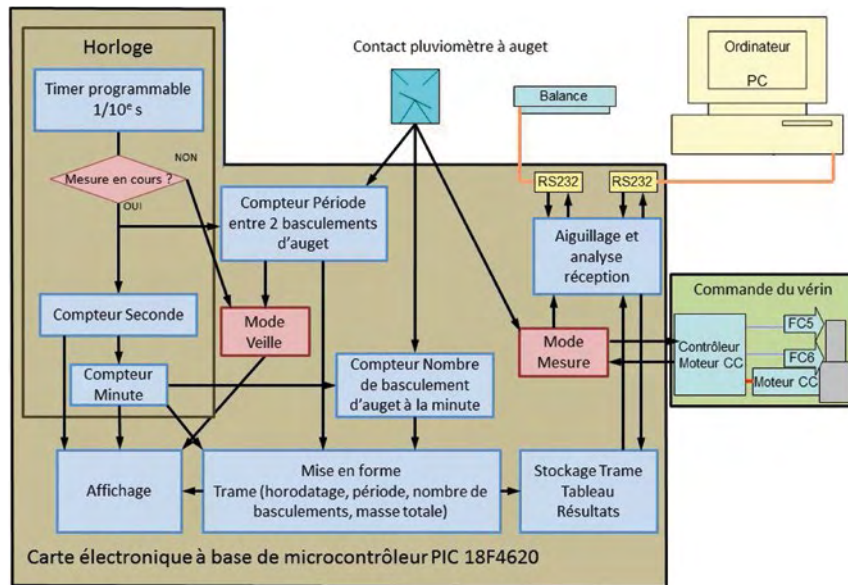 Horloge
Timer programmable
1/10e s
Mesure en cours ?
NON
OUI
Compteur Seconde
Compteur
Minute
Contact pluviomètre à auget
Balance
Ordinateur
PC
RS232
RS232
Compteur Période
entre 2 basculements
d'auget
Aiguillage et
analyse
réception
Mode
Veille
Mode
Mesure
Compteur Nombre
de basculement
d'auget à la minute
Commande du vérin
Contrôleur
Moteur CC
FC5
FC6
Moteur CC
Affichage
Mise en forme
Trame (horodatage, période, nombre de
basculements, masse totale)
Stockage Trame
Tableau
Résultats
Carte électronique à base de microcontrôleur PIC 18F4620